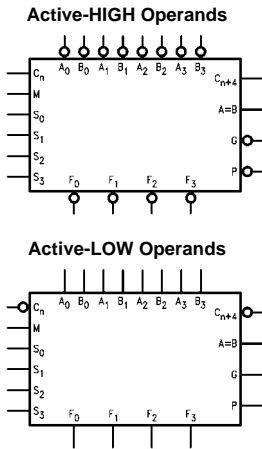 Active-HIGH Operands
A0 B0 A1 B1 A2 B2 A3 B3
Cn Cn+4
M
A=B
S0
S1 G
S2
P
S3
F0 F1 F2 F3
Active-LOW Operands
A0 B0 A1 B1 A2 B2 A3 B3
Cn Cn+4
M
A=B
S0
S1 G
S2
P
S3
F0 F1 F2 F3